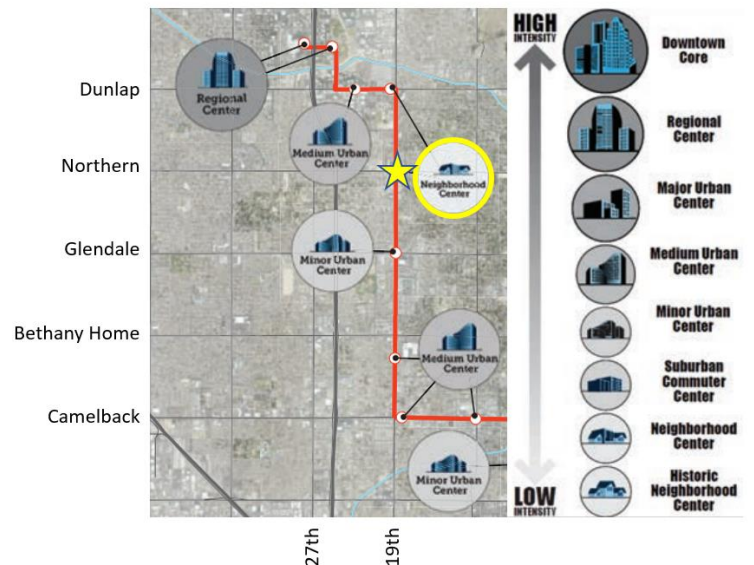 Dunlap
Northern
Glendale
Bethany Home
Camelback
27th
19th
Regional
Center
Medium Urban
Center
Neighborhood
Center
Minor Urban
Center
Medium Urban
Center
Minor Urban
Center
HIGH
INTENSITY
LOW
INTENSITY
Downtown
Core
Regional
Center
Major Urban
Center
Medium Urban
Center
Minor Urban
Center
Suburban
Commuter
Center
Neighborhood
Center
Historic
Neighborhood
Center